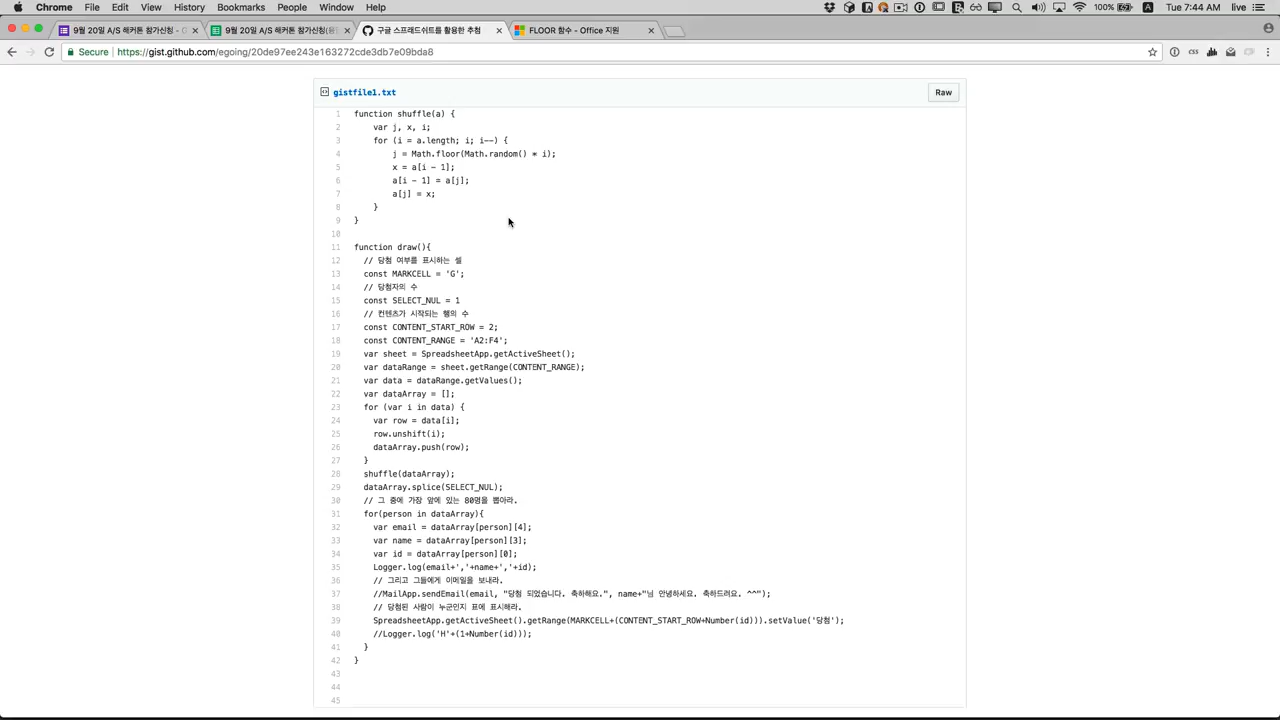 Chrome File Edit View History Bookmarks People Window Help 100% Tue 7:44 AM live
9월 20일 A/S 해커톤 참가신청 - 9월 20일 A/S 해커톤 참가신청(응 구글 스프레드쉬트를 활용한 추첨 FLOOR 함수 - Office 지원
Secure https://gist.github.com/egoing/20de97ee243e163272cde3db7e09bda8
gistfile1.txt Raw
1 function shuffle(a) {
2 var j, x, i;
3 for (i = a.length; i; i--) {
4 j = Math.floor(Math.random() * i);
5 x = a[i - 1];
6 a[i - 1] = a[j];
7 a[j] = x;
8 }
9 }
10
11 function draw(){
12 // 당첨 여부를 표시하는 셀
13 const MARKCELL = 'G';
14 // 당첨자의 수
15 const SELECT_NUL = 1
16 // 컨텐츠가 시작되는 행의 수
17 const CONTENT_START_ROW = 2;
18 const CONTENT_RANGE = 'A2:F4';
19 var sheet = SpreadsheetApp.getActiveSheet();
20 var dataRange = sheet.getRange(CONTENT_RANGE);
21 var data = dataRange.getValues();
22 var dataArray = [];
23 for (var i in data) {
24 var row = data[i];
25 row.unshift(i);
26 dataArray.push(row);
27 }
28 shuffle(dataArray);
29 dataArray.splice(SELECT_NUL);
30 // 그 중에 가장 앞에 있는 80명을 뽑아라.
31 for(person in dataArray){
32 var email = dataArray[person][4];
33 var name = dataArray[person][3];
34 var id = dataArray[person][0];
35 Logger.log(email+','+name+','+id);
36 // 그리고 그들에게 이메일을 보내라.
37 //MailApp.sendEmail(email, "당첨 되었습니다. 축하해요.", name+"님 안녕하세요. 축하드려요. ^^");
38 // 당첨된 사람이 누군인지 표에 표시해라.
39 SpreadsheetApp.getActiveSheet().getRange(MARKCELL+(CONTENT_START_ROW+Number(id))).setValue('당첨');
40 //Logger.log('H'+(1+Number(id)));
41 }
42 }
43
44
45